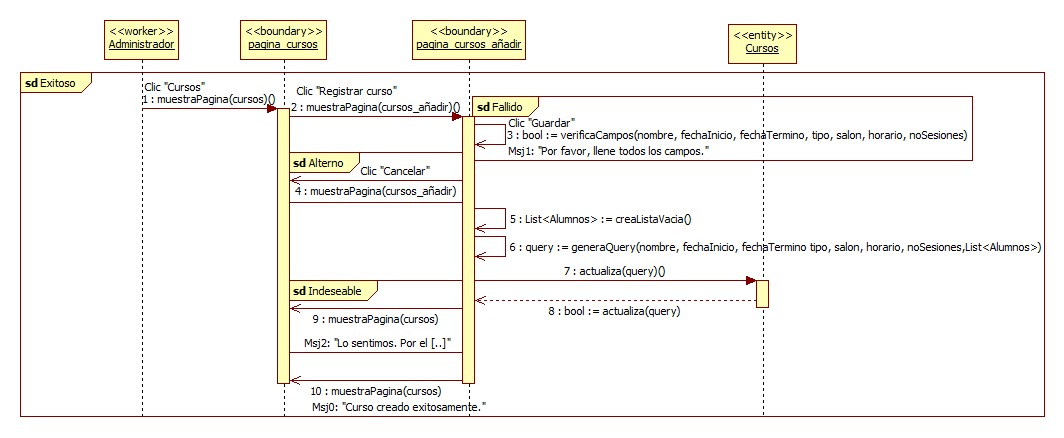 <<worker>>
Administrador
<<boundary>>
pagina_cursos
<<boundary>>
pagina_cursos_añadir
<<entity>>
Cursos
sd Exitoso
Clic "Cursos"
1 : muestraPagina(cursos)()
Clic "Registrar curso"
2 : muestraPagina(cursos_añadir)()
sd Fallido
Clic "Guardar"
3 : bool := verificaCampos(nombre, fechaInicio, fechaTermino, tipo, salon, horario, noSesiones)
Msj1: "Por favor, llene todos los campos."
sd Alterno
Clic "Cancelar"
4 : muestraPagina(cursos_añadir)
5 : List<Alumnos> := creaListaVacia()
6 : query := generaQuery(nombre, fechaInicio, fechaTermino tipo, salon, horario, noSesiones,List<Alumnos>)
7 : actualiza(query)()
sd Indeseable
8 : bool := actualiza(query)
9 : muestraPagina(cursos)
Msj2: "Lo sentimos. Por el [..]"
10 : muestraPagina(cursos)
Msj0: "Curso creado exitosamente."